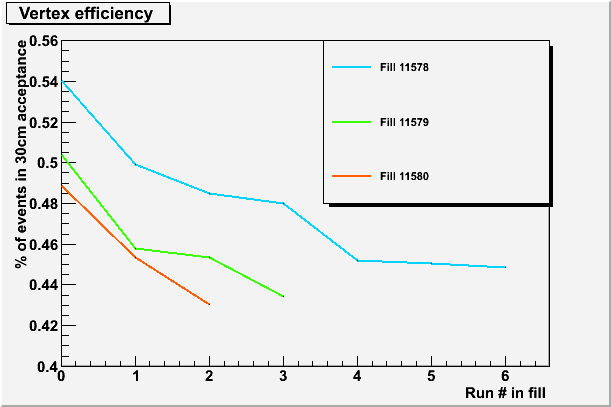 Vertex efficiency
% of events in 30cm acceptance
0.56
0.54
0.52
0.5
0.48
0.46
0.44
0.42
0.4
Fill 11578
Fill 11579
Fill 11580
0 1 2 3 4 5 6
Run # in fill